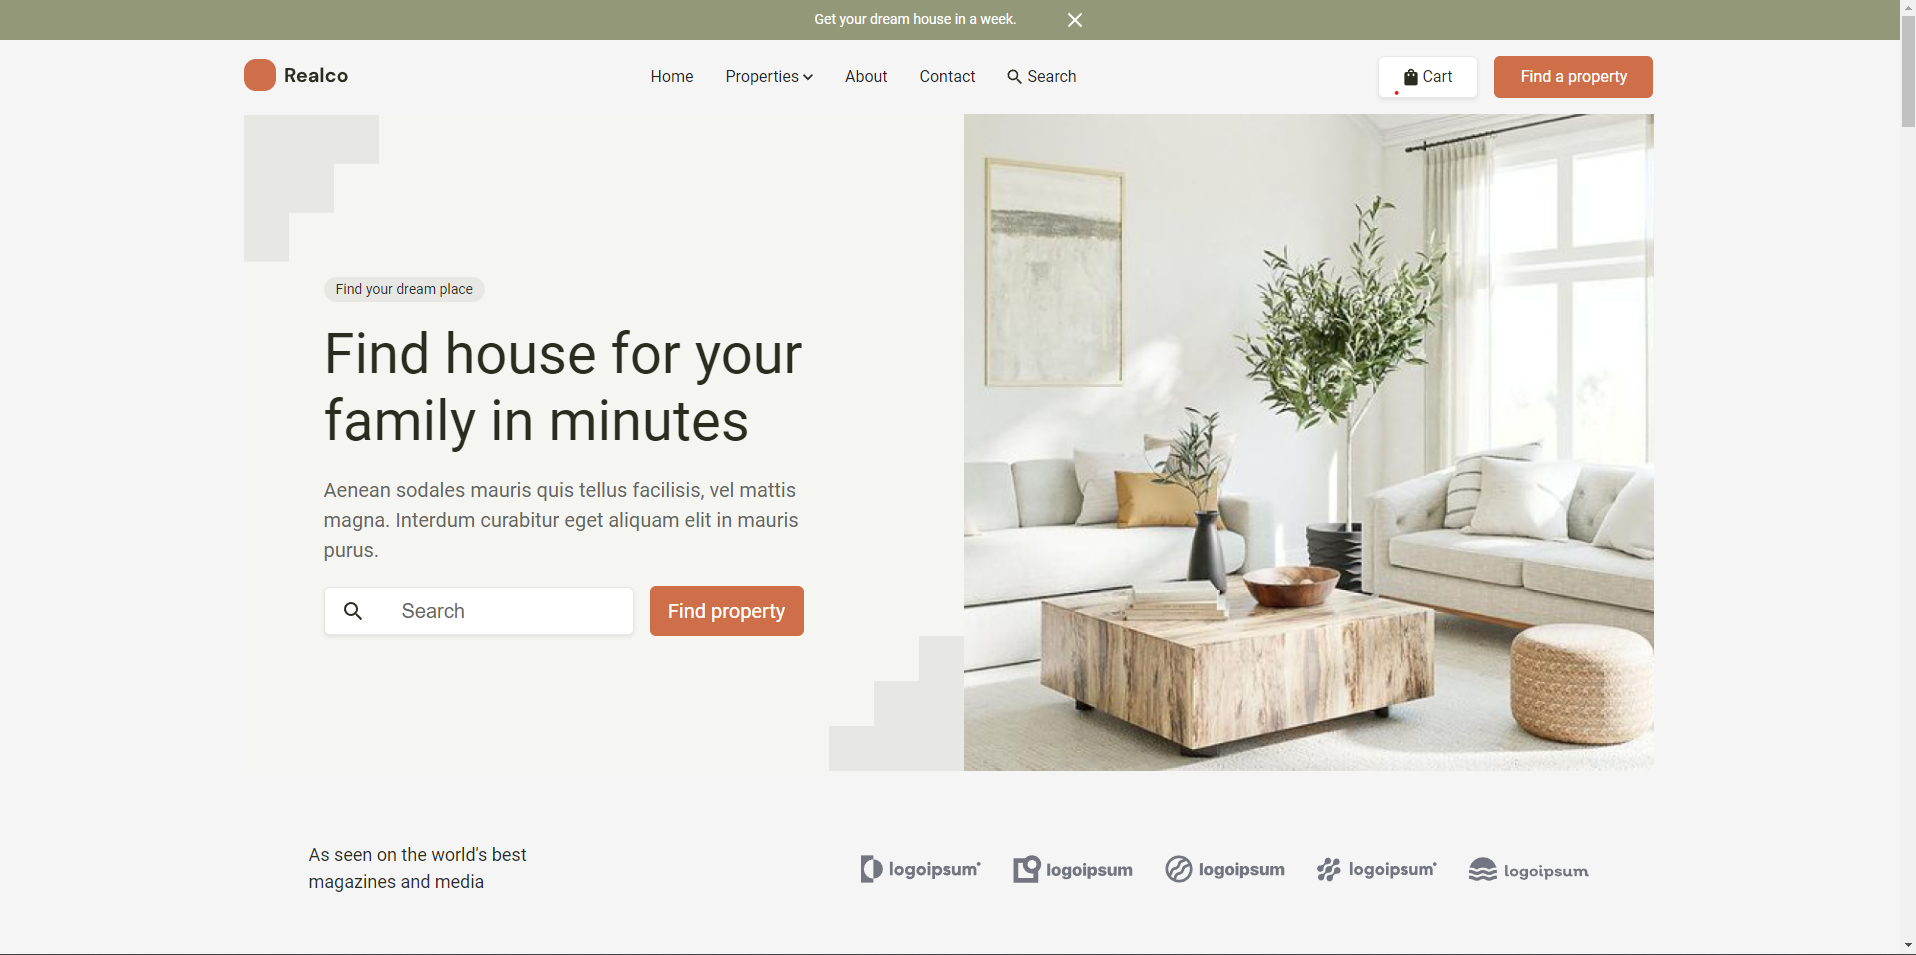 Get your dream house in a week.
Realco
Home
Properties
About
Contact
Search
Cart
Find a property
Find your dream place
Find house for your
family in minutes
Aenean sodales mauris quis tellus facilisis, vel mattis
magna. Interdum curabitur eget aliquam elit in mauris
purus.
Search
Find property
As seen on the world's best
magazines and media
logoipsum
logoipsum
logoipsum
logoipsum
logoipsum